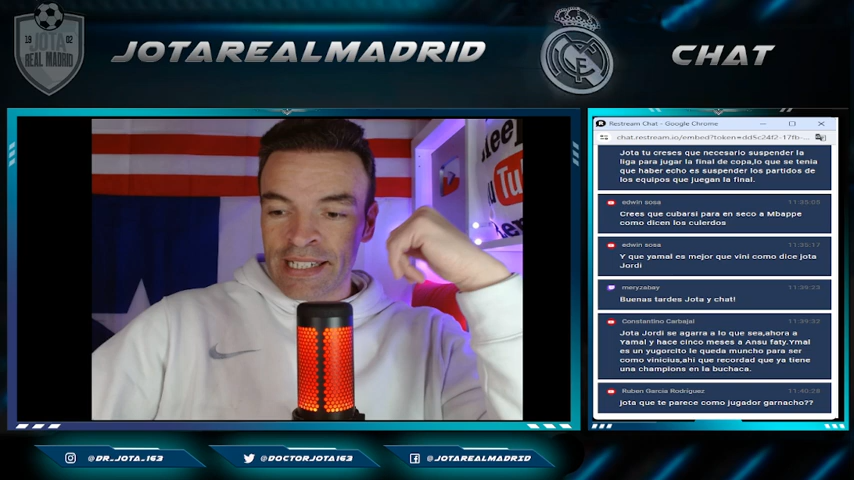 19 02
JOTA
REAL MADRID
JOTAREALMADRID
CHAT
You
Tu
Restream Chat - Google Chrome
chat.restream.io/embed?token=dd5c24f2-17fb-...
Jota tu creses que necesario suspender la
liga para jugar la final de copa,lo que se tenia
que haber echo es suspender los partidos de
los equipos que juegan la final.
edwin sosa 11:35:05
Crees que cubarsi para en seco a Mbappe
como dicen los culerdos
edwin sosa 11:35:17
Y que yamal es mejor que vini como dice jota
Jordi
meryzabay 11:39:23
Buenas tardes Jota y chat!
Constantino Carbajal 11:39:32
Jota Jordi se agarra a lo que sea,ahora a
Yamal y hace cinco meses a Ansu faty.Ymal
es un yugorcito le queda muncho para ser
como vinicius,ahi que recordad que ya tiene
una champions en la buchaca.
Ruben Garcia Rodríguez 11:40:28
jota que te parece como jugador garnacho??
@DR_JOTA_163
@DOCTORJOTA163
@JOTAREALMADRID